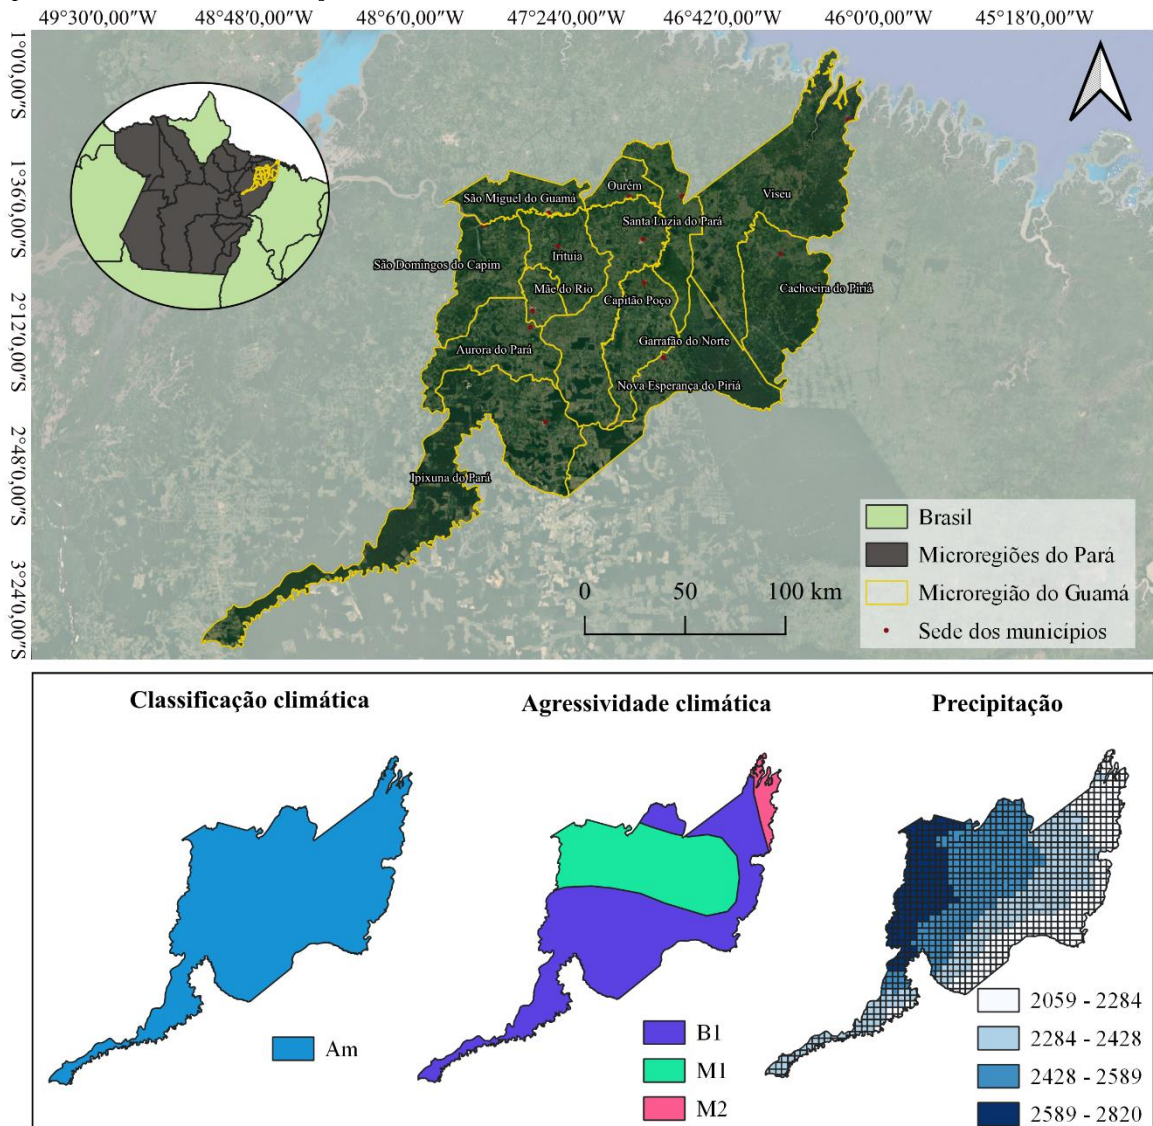 49°30'0,00"W 48°48'0,00"W 48°6'0,00"W 47°24'0,00"W 46°42'0,00"W 46°0'0,00"W 45°18'0,00"W
1°0'0,00"S
1°36'0,00"S
2°12'0,00"S
2°48'0,00"S
3°24'0,00"S
Ourém
São Miguel do Guamá
Viseu
Santa Luzia do Pará
Irituia
São Domingos do Capim
Mãe do Rio
Cachoeira do Piriá
Capitão Poço
Garrafão do Norte
Aurora do Pará
Nova Esperança do Piriá
Ipixuna do Pará
Brasil
Microregiões do Pará
Microregião do Guamá
Sede dos municípios
0 50 100 km
Classificação climática
Agressividade climática
Precipitação
Am
B1
M1
M2
2059 - 2284
2284 - 2428
2428 - 2589
2589 - 2820